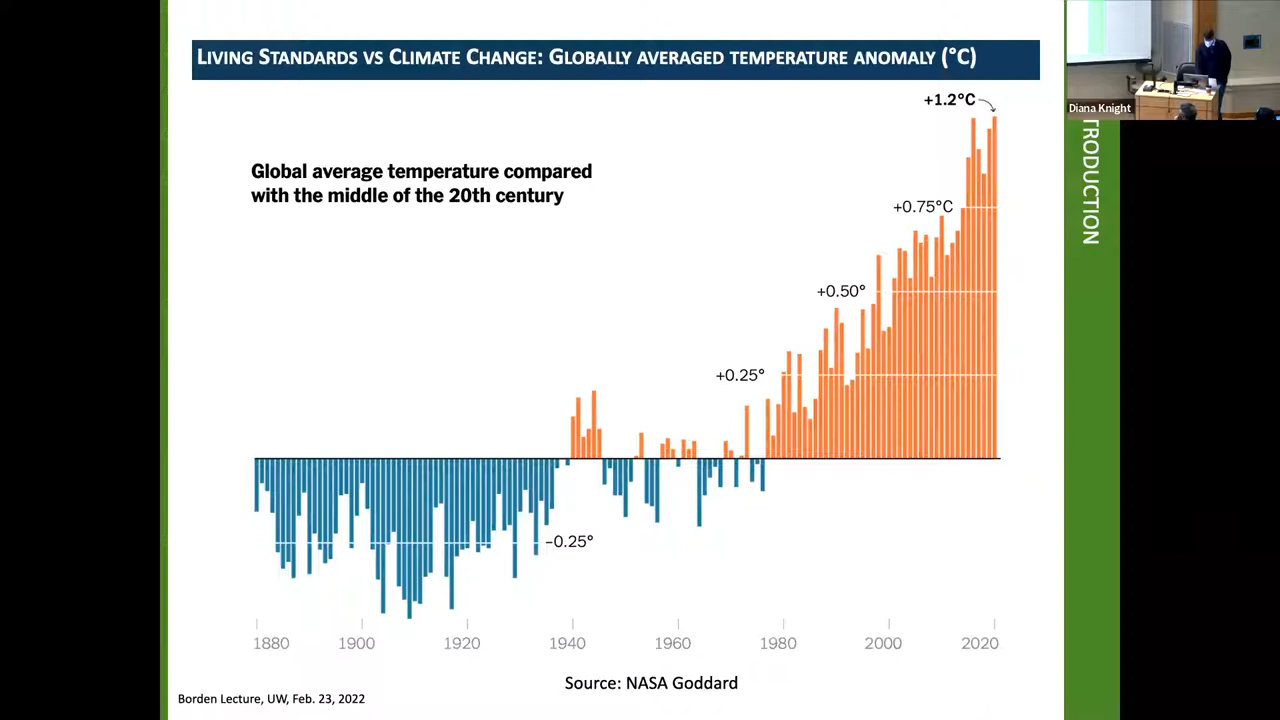 LIVING STANDARDS VS CLIMATE CHANGE: GLOBALLY AVERAGED TEMPERATURE ANOMALY (°C)
Diana Knight
+1.2°C
TRODUCTION
Global average temperature compared
with the middle of the 20th century
+0.75°C
+0.50°
+0.25°
−0.25°
1880 1900 1920 1940 1960 1980 2000 2020
Source: NASA Goddard
Borden Lecture, UW, Feb. 23, 2022